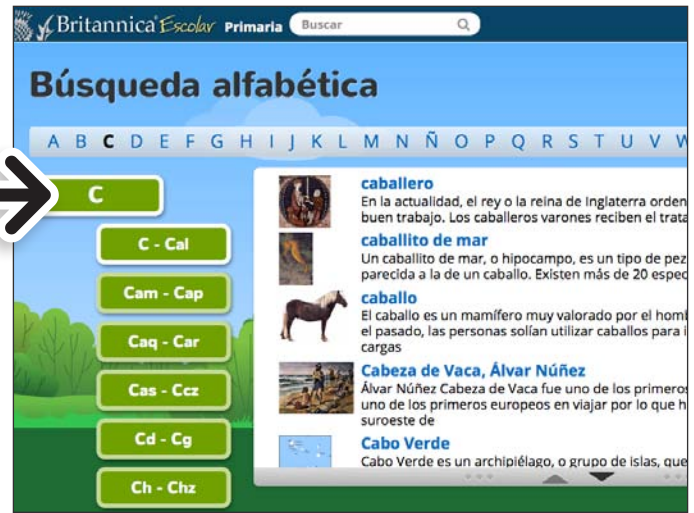 Britannica Escolar Primaria Buscar
Búsqueda alfabética
A B C D E F G H I J K L M N Ñ O P Q R S T U V W
C
C - Cal
Cam - Cap
Caq - Car
Cas - Ccz
Cd - Cg
Ch - Chz
caballero
En la actualidad, el rey o la reina de Inglaterra orden
buen trabajo. Los caballeros varones reciben el trata
caballito de mar
Un caballito de mar, o hipocampo, es un tipo de pez
parecida a la de un caballo. Existen más de 20 espec
caballo
El caballo es un mamífero muy valorado por el homb
el pasado, las personas solían utilizar caballos para i
cargas
Cabeza de Vaca, Álvar Núñez
Álvar Núñez Cabeza de Vaca fue uno de los primeros
uno de los primeros europeos en viajar por lo que h
suroeste de
Cabo Verde
Cabo Verde es un archipiélago, o grupo de islas, que